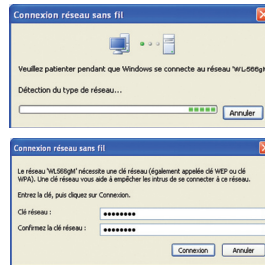 Connexion réseau sans fil
Veuillez patienter pendant que Windows se connecte au réseau
Détection du type de réseau...
Annuler
Connexion réseau sans fil
Le réseau 'WLS66gM' nécessite une clé réseau (également appelée clé WEP ou clé
WPA). Une clé réseau vous aide à empêcher les intrus de se connecter à ce réseau.
Entrez la clé, puis cliquez sur Connexion.
Clé réseau :
Confirmez la clé réseau :
Connexion
Annuler